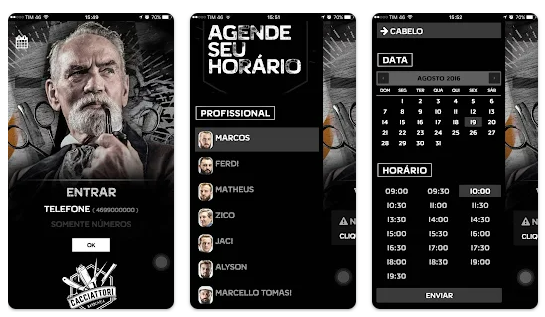 TIM 4G
15:49
70%
ENTRAR
TELEFONE ( 4699000000 )
SOMENTE NÚMEROS
OK
CACCIATTORI
BARBEARIA
TIM 4G
15:51
70%
AGENDE
SEU
HORÁRIO
PROFISSIONAL
MARCOS
FERDI
MATHEUS
ZICO
JACI
ALYSON
MARCELLO TOMASI
TIM 4G
15:52
70%
CABELO
DATA
AGOSTO 2016
DOM SEG TER QUA QUI SEX SÁB
1 2 3 4 5 6
7 8 9 10 11 12 13
14 15 16 17 18 19 20
21 22 23 24 25 26 27
28 29 30 31
HORÁRIO
09:00 09:30 10:00
10:30 11:00 11:30
13:30 14:00 14:30
15:00 15:30 16:00
16:30 17:00 17:30
18:00 18:30 19:00
19:30
ENVIAR